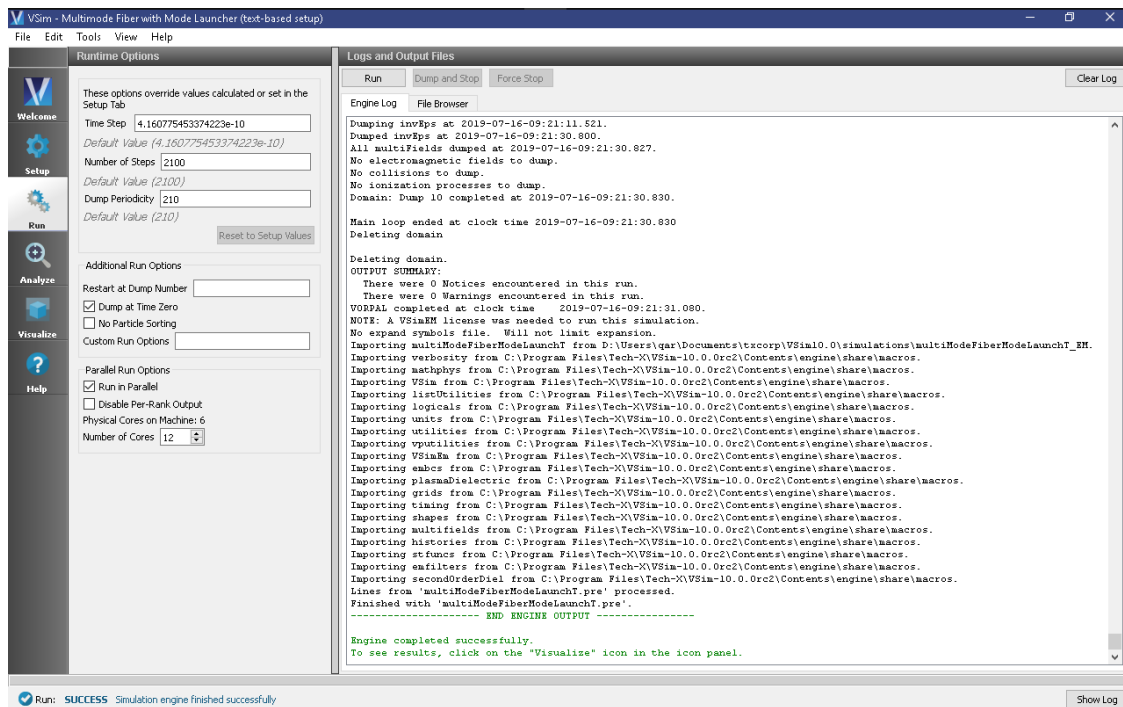 VSim - Multimode Fiber with Mode Launcher (text-based setup)
File Edit Tools View Help
Welcome
Setup
Run
Analyze
Visualize
Help
Runtime Options
These options override values calculated or set in the
Setup Tab
Time Step 4.160775453374223e-10
Default Value (4.160775453374223e-10)
Number of Steps 2100
Default Value (2100)
Dump Periodicity 210
Default Value (210)
Reset to Setup Values
Additional Run Options
Restart at Dump Number
Dump at Time Zero
No Particle Sorting
Custom Run Options
Parallel Run Options
Run in Parallel
Disable Per-Rank Output
Physical Cores on Machine: 6
Number of Cores 12
Logs and Output Files
Run Dump and Stop Force Stop Clear Log
Engine Log File Browser
Dumping invEps at 2019-07-16-09:21:11.521.
Dumped invEps at 2019-07-16-09:21:30.800.
All multiFields dumped at 2019-07-16-09:21:30.827.
No electromagnetic fields to dump.
No collisions to dump.
No ionization processes to dump.
Domain: Dump 10 completed at 2019-07-16-09:21:30.830.
Main loop ended at clock time 2019-07-16-09:21:30.830
Deleting domain
Deleting domain.
OUTPUT SUMMARY:
There were 0 Notices encountered in this run.
There were 0 Warnings encountered in this run.
VORPAL completed at clock time 2019-07-16-09:21:31.080.
NOTE: A VSimEM license was needed to run this simulation.
No expand symbols file. Will not limit expansion.
Importing multiModeFiberModeLaunchT from D:\Users\qar\Documents\txcorp\VSim10.0\simulations\multiModeFiberModeLaunchT_EM.
Importing verbosity from C:\Program Files\Tech-X\VSim-10.0.0rc2\Contents\engine\share\macros.
Importing mathphys from C:\Program Files\Tech-X\VSim-10.0.0rc2\Contents\engine\share\macros.
Importing VSim from C:\Program Files\Tech-X\VSim-10.0.0rc2\Contents\engine\share\macros.
Importing listUtilities from C:\Program Files\Tech-X\VSim-10.0.0rc2\Contents\engine\share\macros.
Importing logicals from C:\Program Files\Tech-X\VSim-10.0.0rc2\Contents\engine\share\macros.
Importing units from C:\Program Files\Tech-X\VSim-10.0.0rc2\Contents\engine\share\macros.
Importing utilities from C:\Program Files\Tech-X\VSim-10.0.0rc2\Contents\engine\share\macros.
Importing vputilities from C:\Program Files\Tech-X\VSim-10.0.0rc2\Contents\engine\share\macros.
Importing VSimEm from C:\Program Files\Tech-X\VSim-10.0.0rc2\Contents\engine\share\macros.
Importing embcs from C:\Program Files\Tech-X\VSim-10.0.0rc2\Contents\engine\share\macros.
Importing plasmaDielectric from C:\Program Files\Tech-X\VSim-10.0.0rc2\Contents\engine\share\macros.
Importing grids from C:\Program Files\Tech-X\VSim-10.0.0rc2\Contents\engine\share\macros.
Importing timing from C:\Program Files\Tech-X\VSim-10.0.0rc2\Contents\engine\share\macros.
Importing shapes from C:\Program Files\Tech-X\VSim-10.0.0rc2\Contents\engine\share\macros.
Importing multifields from C:\Program Files\Tech-X\VSim-10.0.0rc2\Contents\engine\share\macros.
Importing histories from C:\Program Files\Tech-X\VSim-10.0.0rc2\Contents\engine\share\macros.
Importing stfuncs from C:\Program Files\Tech-X\VSim-10.0.0rc2\Contents\engine\share\macros.
Importing emfilters from C:\Program Files\Tech-X\VSim-10.0.0rc2\Contents\engine\share\macros.
Importing secondOrderDiel from C:\Program Files\Tech-X\VSim-10.0.0rc2\Contents\engine\share\macros.
Lines from 'multiModeFiberModeLaunchT.pre' processed.
Finished with 'multiModeFiberModeLaunchT.pre'.
--------------------- END ENGINE OUTPUT ----------------
Engine completed successfully.
To see results, click on the "Visualize" icon in the icon panel.
Run: SUCCESS Simulation engine finished successfully
Show Log